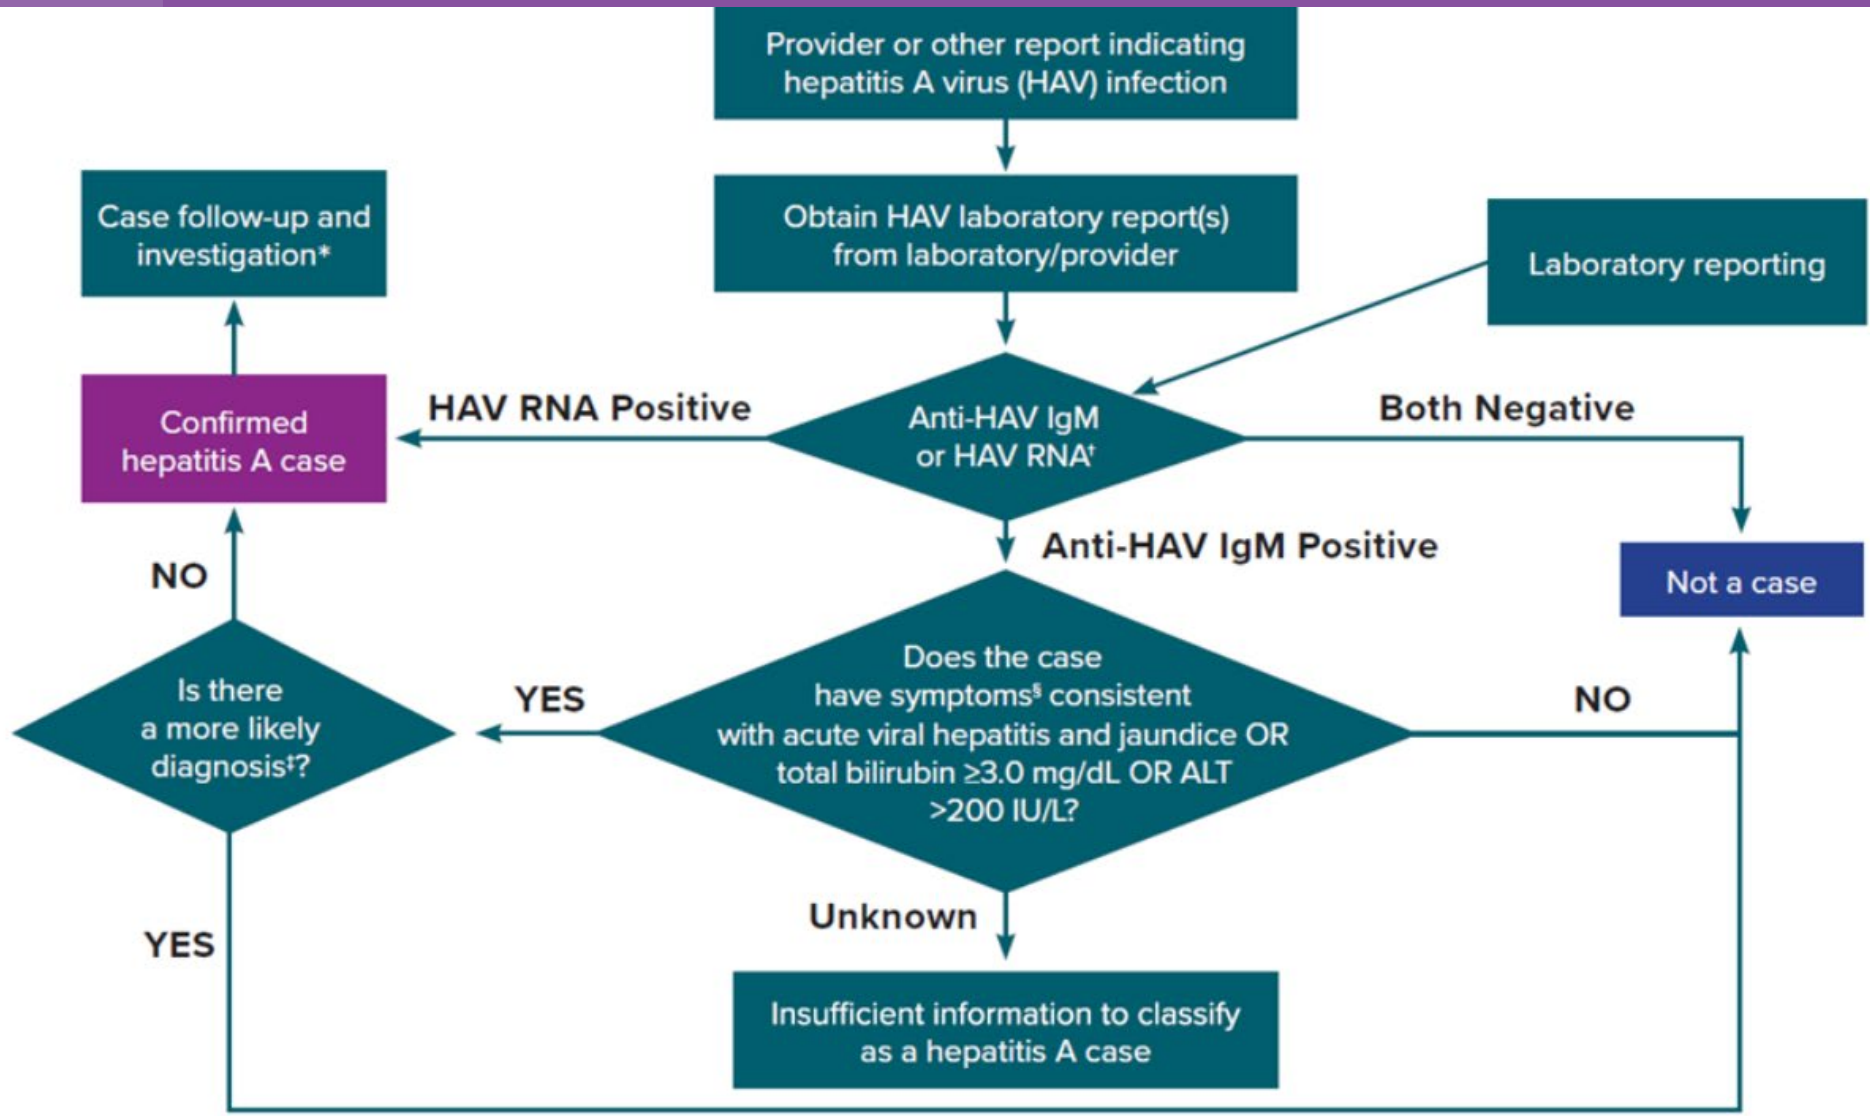 Provider or other report indicating
hepatitis A virus (HAV) infection
Obtain HAV laboratory report(s)
from laboratory/provider
Laboratory reporting
Case follow-up and
investigation*
Anti-HAV IgM
or HAV RNA†
HAV RNA Positive
Both Negative
Confirmed
hepatitis A case
Anti-HAV IgM Positive
Not a case
NO
Does the case
have symptoms§ consistent
with acute viral hepatitis and jaundice OR
total bilirubin ≥3.0 mg/dL OR ALT
>200 IU/L?
YES
NO
Is there
a more likely
diagnosis‡?
Unknown
YES
Insufficient information to classify
as a hepatitis A case